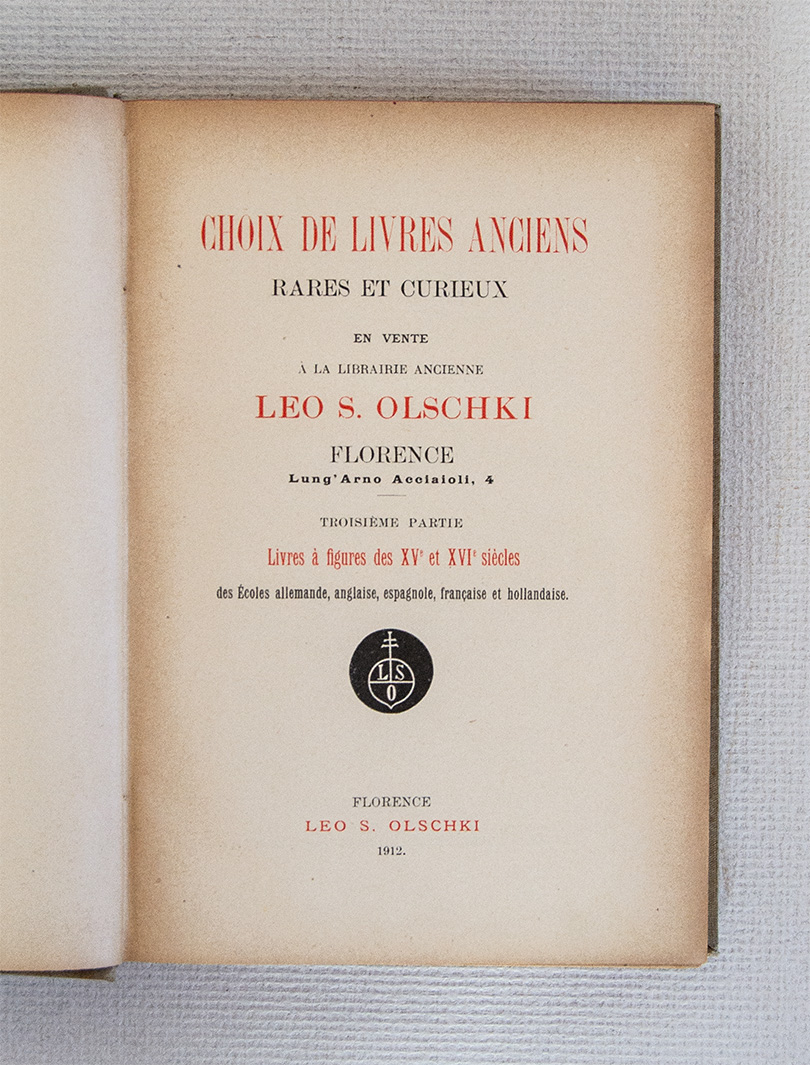 CHOIX DE LIVRES ANCIENS
RARES ET CURIEUX
EN VENTE
À LA LIBRAIRIE ANCIENNE
LEO S. OLSCHKI
FLORENCE
Lung'Arno Acciaioli, 4
TROISIÈME PARTIE
Livres à figures des XVe et XVIe siècles
des Écoles allemande, anglaise, espagnole, française et hollandaise.
L S
O
FLORENCE
LEO S. OLSCHKI
1912.